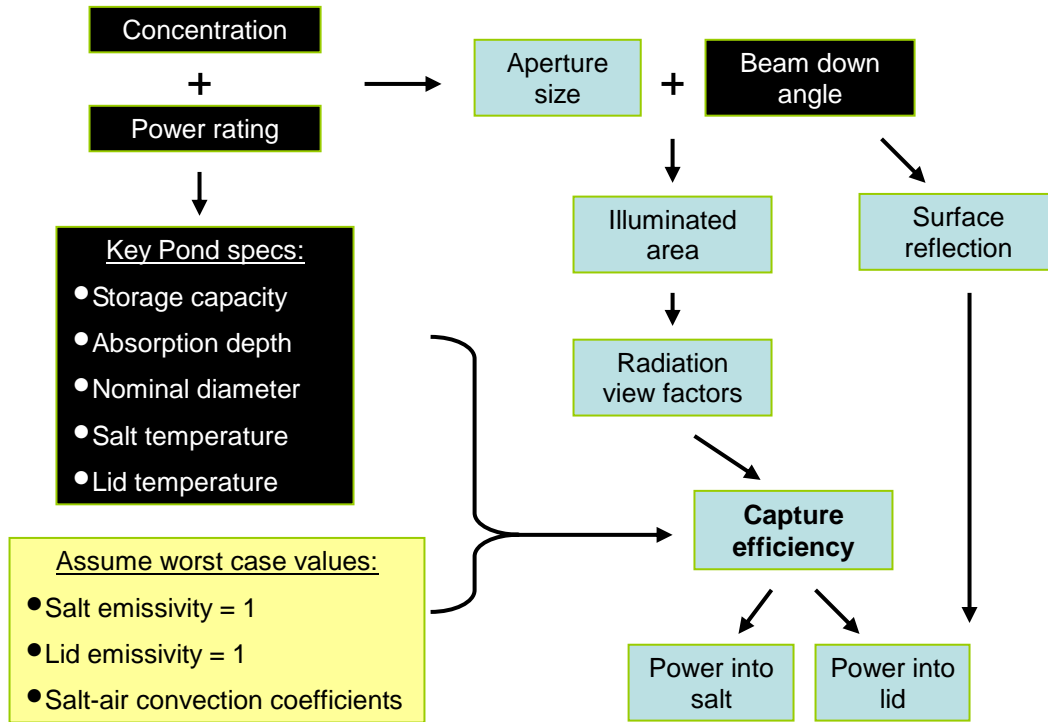 Concentration
+
Power rating
Aperture
size
+
Beam down
angle
Key Pond specs:
●Storage capacity
●Absorption depth
●Nominal diameter
●Salt temperature
●Lid temperature
Illuminated
area
Surface
reflection
Radiation
view factors
Assume worst case values:
●Salt emissivity = 1
●Lid emissivity = 1
●Salt-air convection coefficients
Capture
efficiency
Power into
salt
Power into
lid